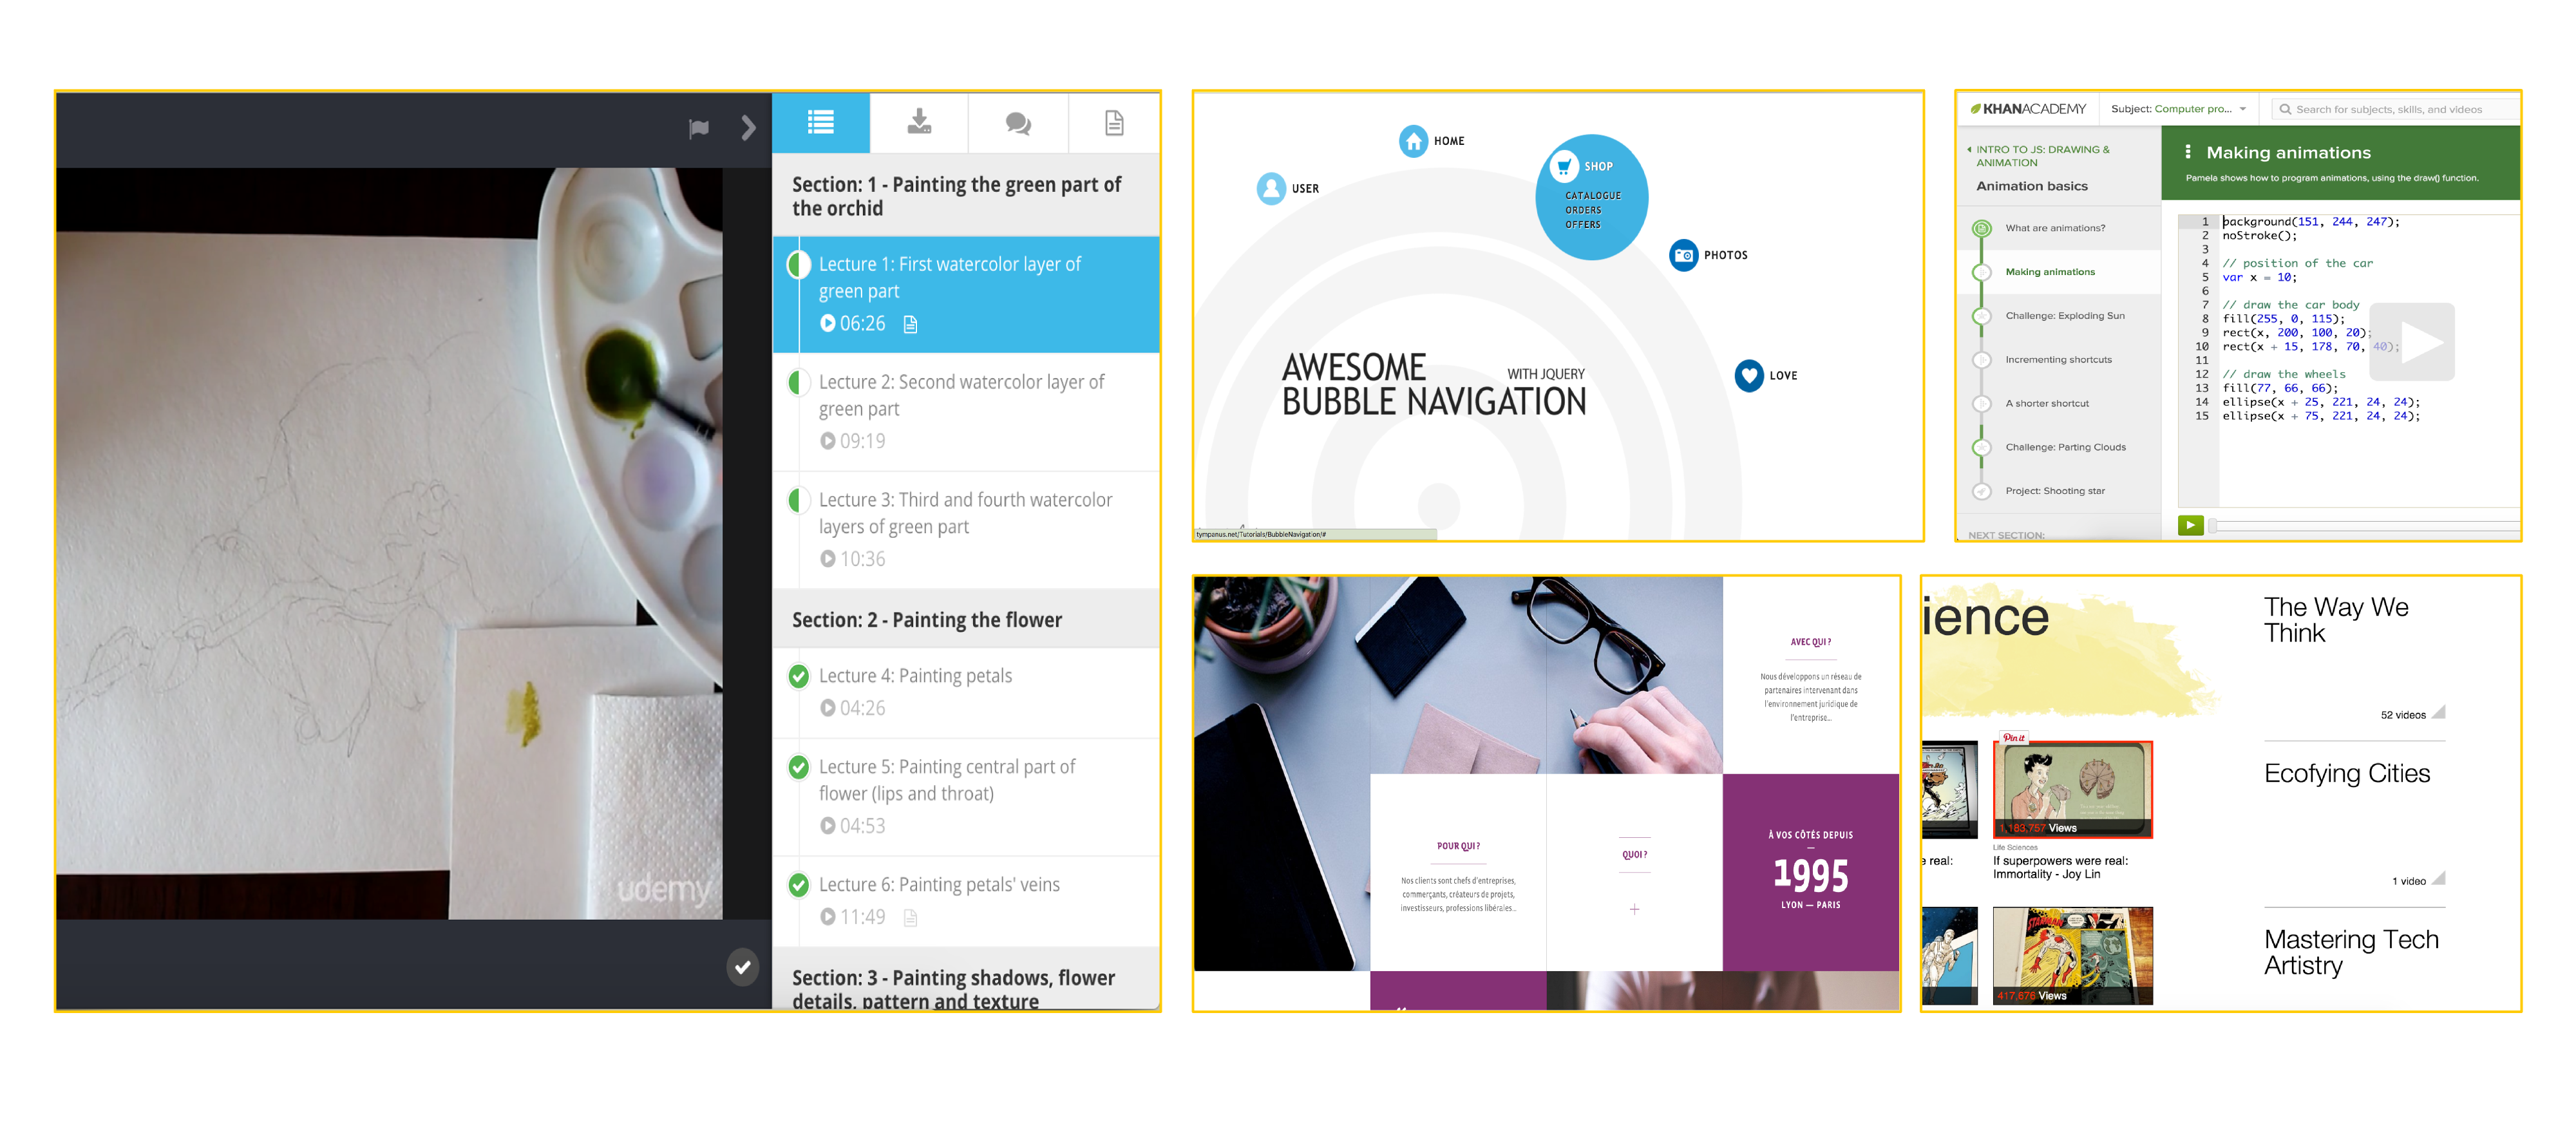 Section: 1 - Painting the green part of
the orchid
Lecture 1: First watercolor layer of
green part
06:26
Lecture 2: Second watercolor layer of
green part
09:19
Lecture 3: Third and fourth watercolor
layers of green part
10:36
Section: 2 - Painting the flower
Lecture 4: Painting petals
04:26
Lecture 5: Painting central part of
flower (lips and throat)
04:53
Lecture 6: Painting petals' veins
11:49
Section: 3 - Painting shadows, flower
details, pattern and texture
udemy
HOME
USER
SHOP
CATALOGUE
ORDERS
OFFERS
PHOTOS
LOVE
AWESOME WITH JQUERY
BUBBLE NAVIGATION
tympanus.net/Tutorials/BubbleNavigation/#
KHANACADEMY
Subject: Computer pro...
Search for subjects, skills, and videos
INTRO TO JS: DRAWING &
ANIMATION
Animation basics
What are animations?
Making animations
Challenge: Exploding Sun
Incrementing shortcuts
A shorter shortcut
Challenge: Parting Clouds
Project: Shooting star
NEXT SECTION:
Making animations
Pamela shows how to program animations, using the draw() function.
1 background(151, 244, 247);
2 noStroke();
3
4 // position of the car
5 var x = 10;
6
7 // draw the car body
8 fill(255, 0, 115);
9 rect(x, 200, 100, 20);
10 rect(x + 15, 178, 70, 40);
11
12 // draw the wheels
13 fill(77, 66, 66);
14 ellipse(x + 25, 221, 24, 24);
15 ellipse(x + 75, 221, 24, 24);
AVEC QUI ?
Nous développons un réseau de
partenaires intervenant dans
l'environnement juridique de
l'entreprise...
POUR QUI ?
Nos clients sont chefs d'entreprises,
commerçants, créateurs de projets,
investisseurs, professions libérales...
QUOI ?
+
À VOS CÔTÉS DEPUIS
—
1995
LYON — PARIS
“
ience
Pin it
1,183,757 Views
Life Sciences
e real:
If superpowers were real:
Immortality - Joy Lin
417,676 Views
The Way We
Think
52 videos
Ecofying Cities
1 video
Mastering Tech
Artistry